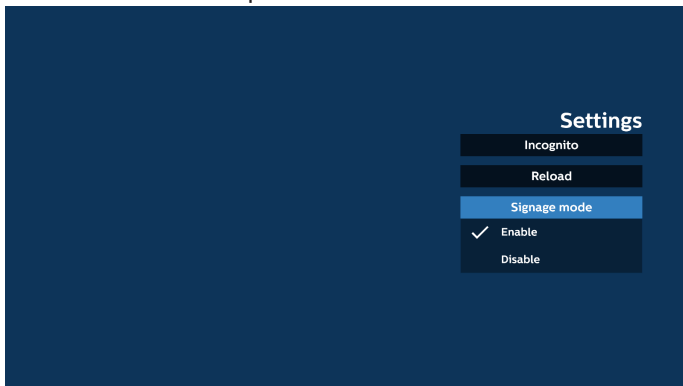 Settings
Incognito
Reload
Signage mode
Enable
Disable